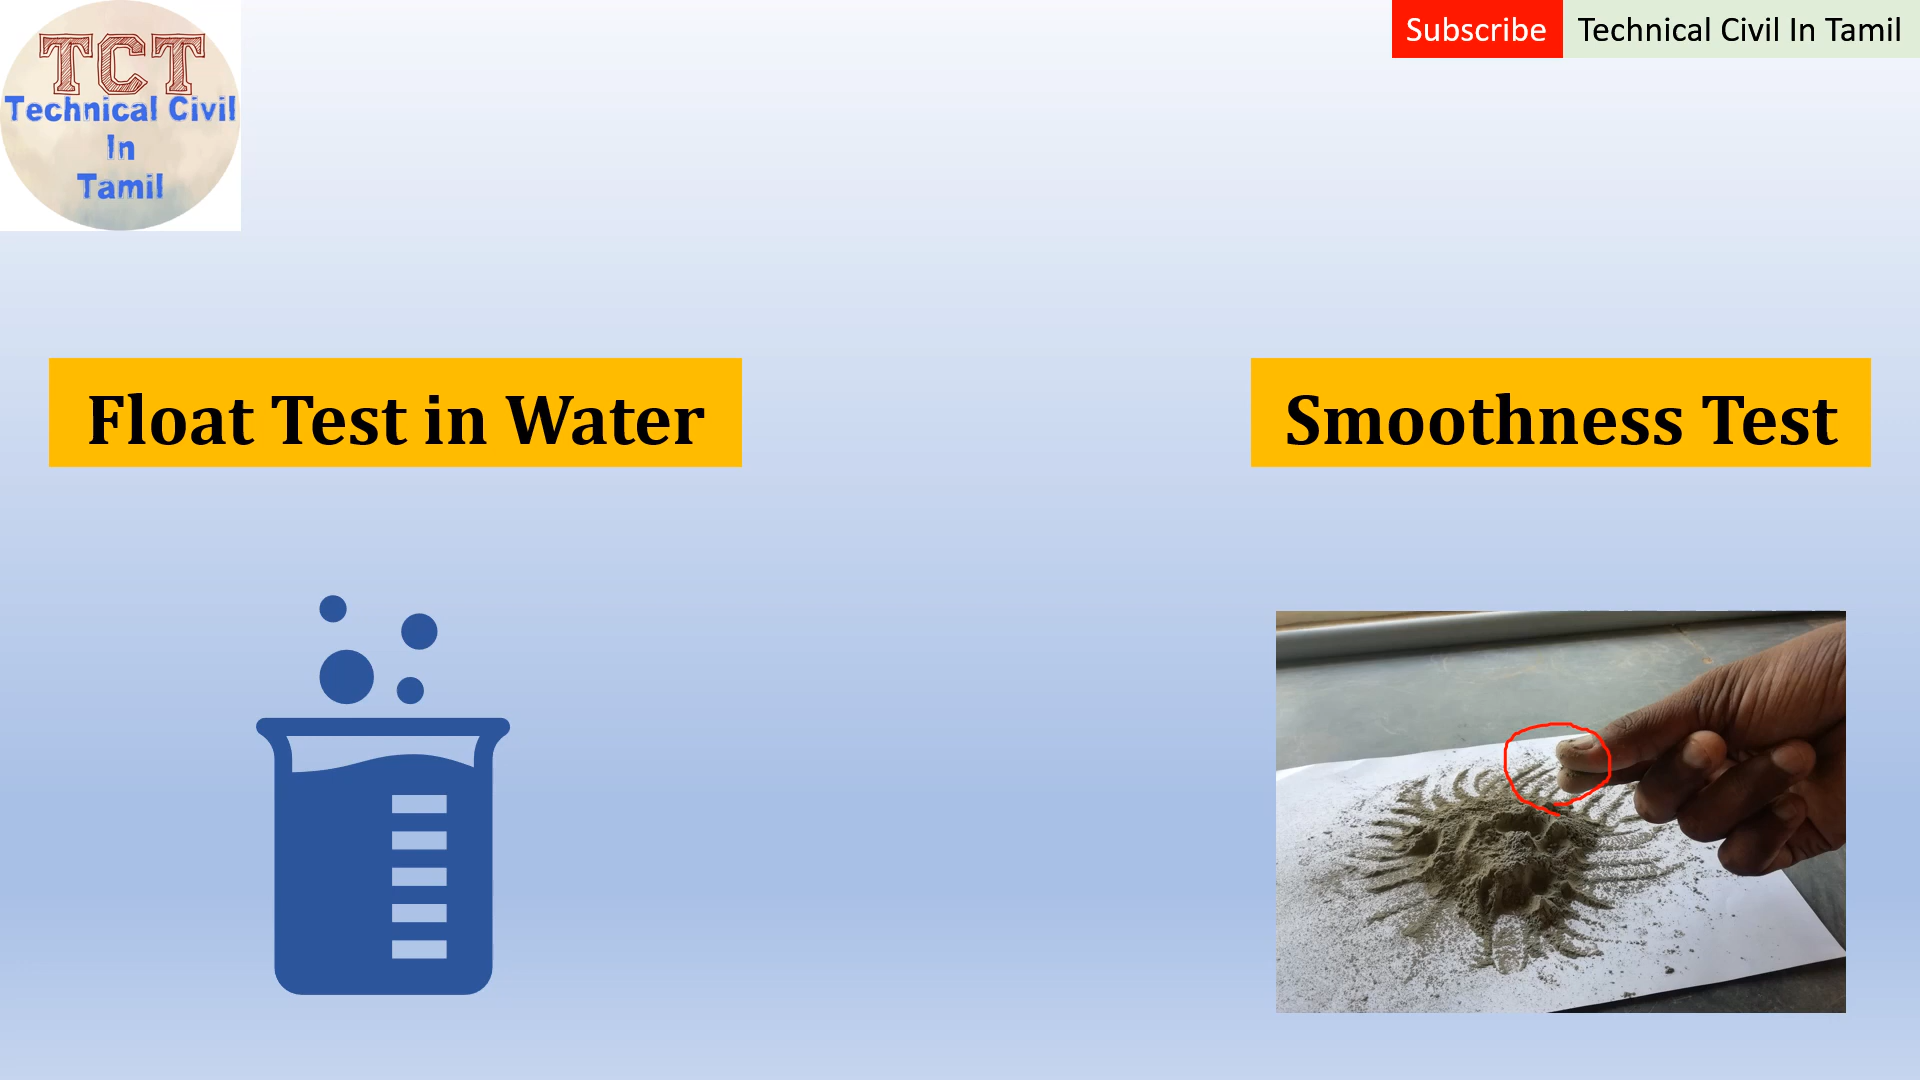 TCT
Technical Civil
In
Tamil
Subscribe Technical Civil In Tamil
Float Test in Water
Smoothness Test